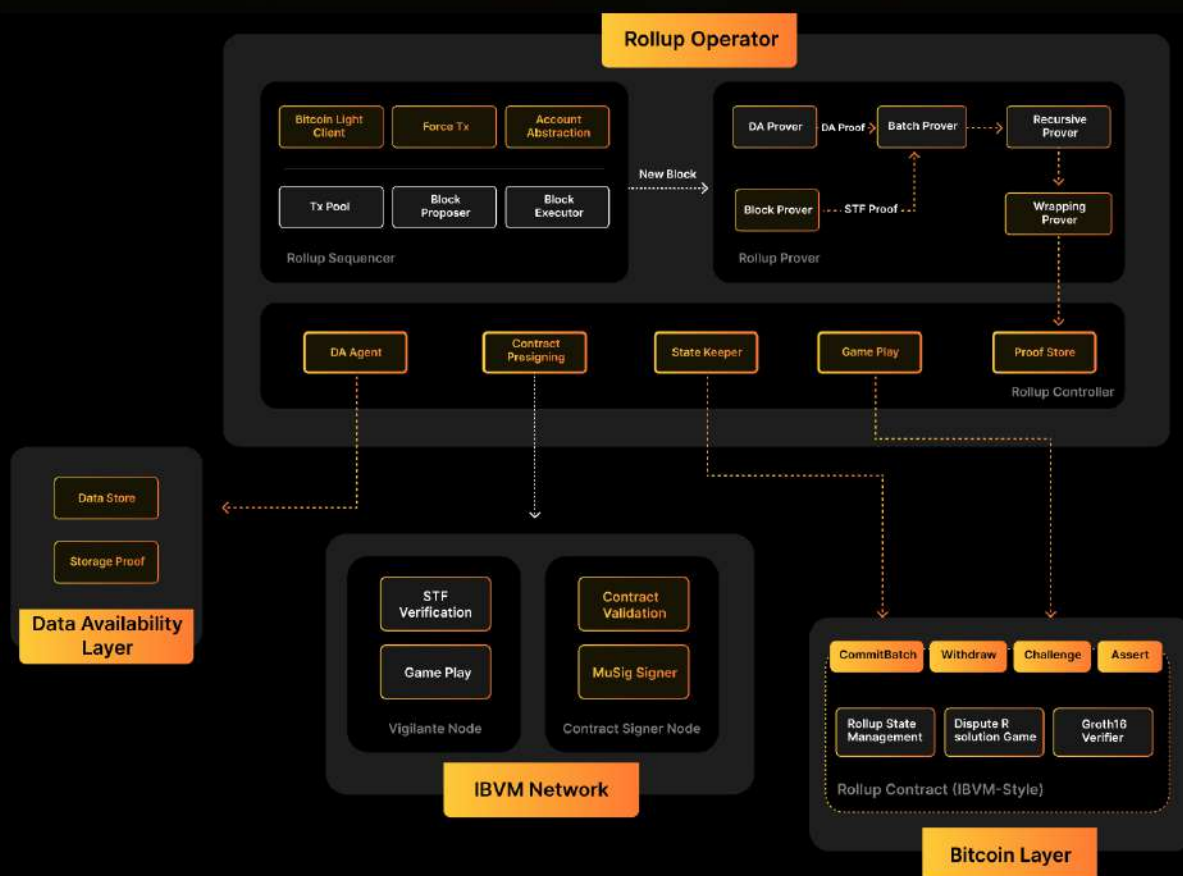 Rollup Operator
Bitcoin Light
Client
Force Tx
Account
Abstraction
Tx Pool
Block
Proposer
Block
Executor
Rollup Sequencer
New Block
DA Prover
DA Proof
Batch Prover
Recursive
Prover
Block Prover
STF Proof
Wrapping
Prover
Rollup Prover
DA Agent
Contract
Presigning
State Keeper
Game Play
Proof Store
Rollup Controller
Data Store
Storage Proof
Data Availability
Layer
STF
Verification
Game Play
Vigilante Node
Contract
Validation
MuSig Signer
Contract Signer Node
IBVM Network
CommitBatch
Withdraw
Challenge
Assert
Rollup State
Management
Dispute R
solution Game
Groth16
Verifier
Rollup Contract (IBVM-Style)
Bitcoin Layer